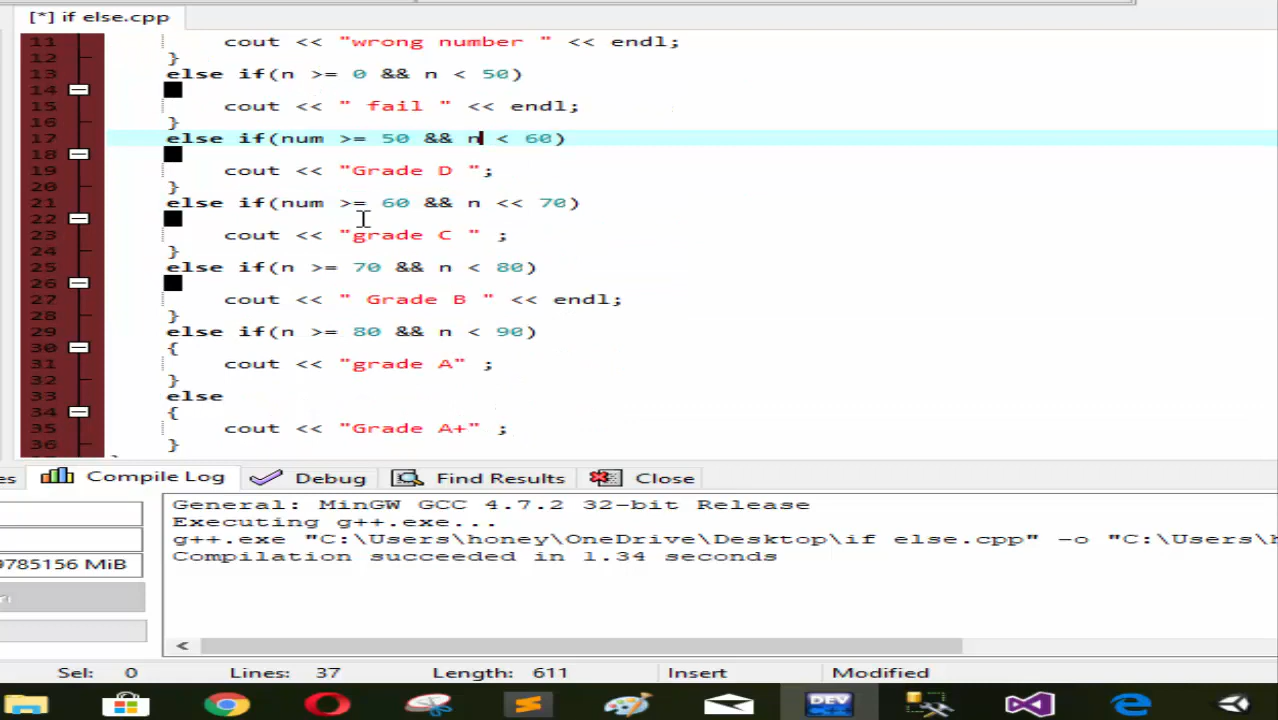 [*] if else.cpp
11 cout << "wrong number " << endl;
12 }
13 else if(n >= 0 && n < 50)
14
15 cout << " fail " << endl;
16 }
17 else if(num >= 50 && n < 60)
18
19 cout << "Grade D ";
20 }
21 else if(num >= 60 && n << 70)
22
23 cout << "grade C " ;
24 }
25 else if(n >= 70 && n < 80)
26
27 cout << " Grade B " << endl;
28 }
29 else if(n >= 80 && n < 90)
30 {
31 cout << "grade A" ;
32 }
33 else
34 {
35 cout << "Grade A+" ;
36 }
es Compile Log Debug Find Results Close
General: MinGW GCC 4.7.2 32-bit Release
Executing g++.exe...
g++.exe "C:\Users\honey\OneDrive\Desktop\if else.cpp" -o "C:\Users\h
Compilation succeeded in 1.34 seconds
9785156 MiB
Sel: 0 Lines: 37 Length: 611 Insert Modified
DEV